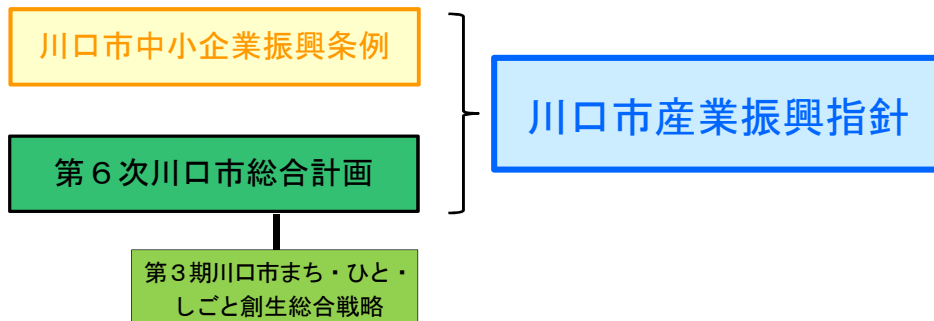 川口市中小企業振興条例
川口市産業振興指針
第６次川口市総合計画
第３期川口市まち・ひと・
しごと創生総合戦略